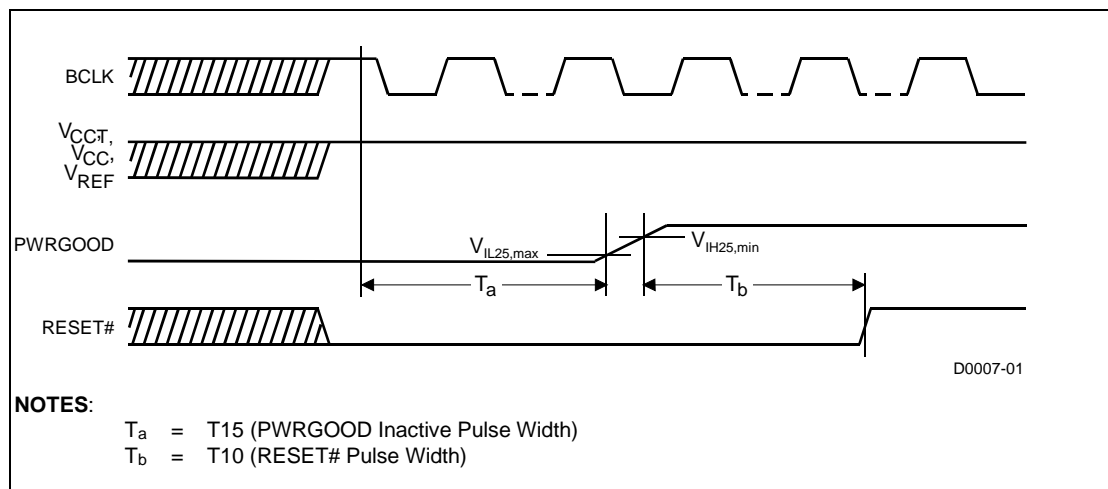 BCLK
VCCT,
VCC,
VREF
PWRGOOD
VIL25,max
VIH25,min
Ta
Tb
RESET#
D0007-01
NOTES:
Ta = T15 (PWRGOOD Inactive Pulse Width)
Tb = T10 (RESET# Pulse Width)